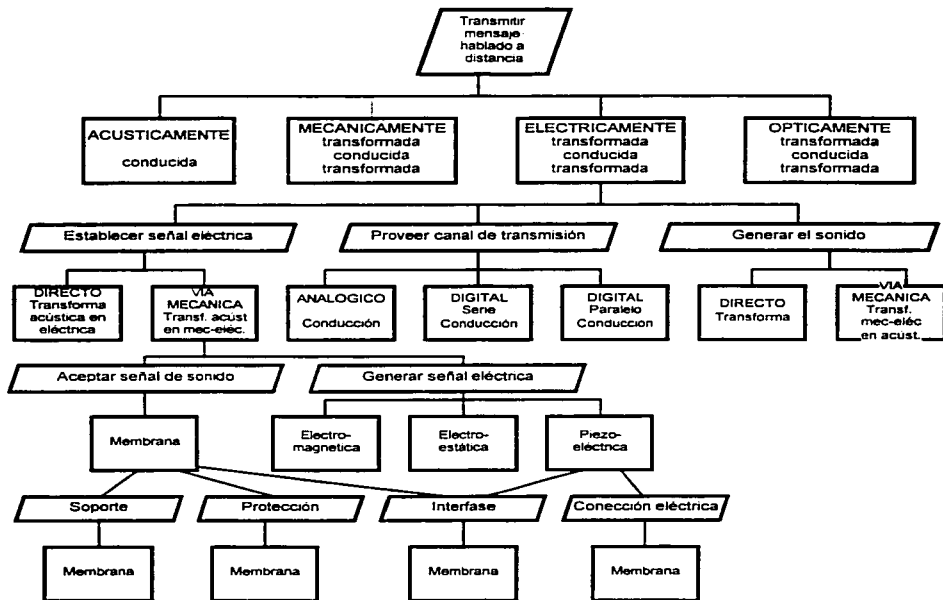 Transmitir
mensaje
hablado a
distancia
ACUSTICAMENTE
conducida
MECANICAMENTE
transformada
conducida
transformada
ELECTRICAMENTE
transformada
conducida
transformada
OPTICAMENTE
transformada
conducida
transformada
Establecer señal eléctrica
Proveer canal de transmisión
Generar el sonido
DIRECTO
Transforma
acústica en
eléctrica
VIA
MECANICA
Transf. acúst
en mec-eléc.
ANALOGICO
Conducción
DIGITAL
Serie
Conducción
DIGITAL
Paralelo
Conduccion
DIRECTO
Transforma
VIA
MECANICA
Transf.
mec-eléc
en acúst.
Aceptar señal de sonido
Generar señal eléctrica
Membrana
Electro-
magnetica
Electro-
estática
Piezo-
eléctrica
Soporte
Protección
Interfase
Conección eléctrica
Membrana
Membrana
Membrana
Membrana